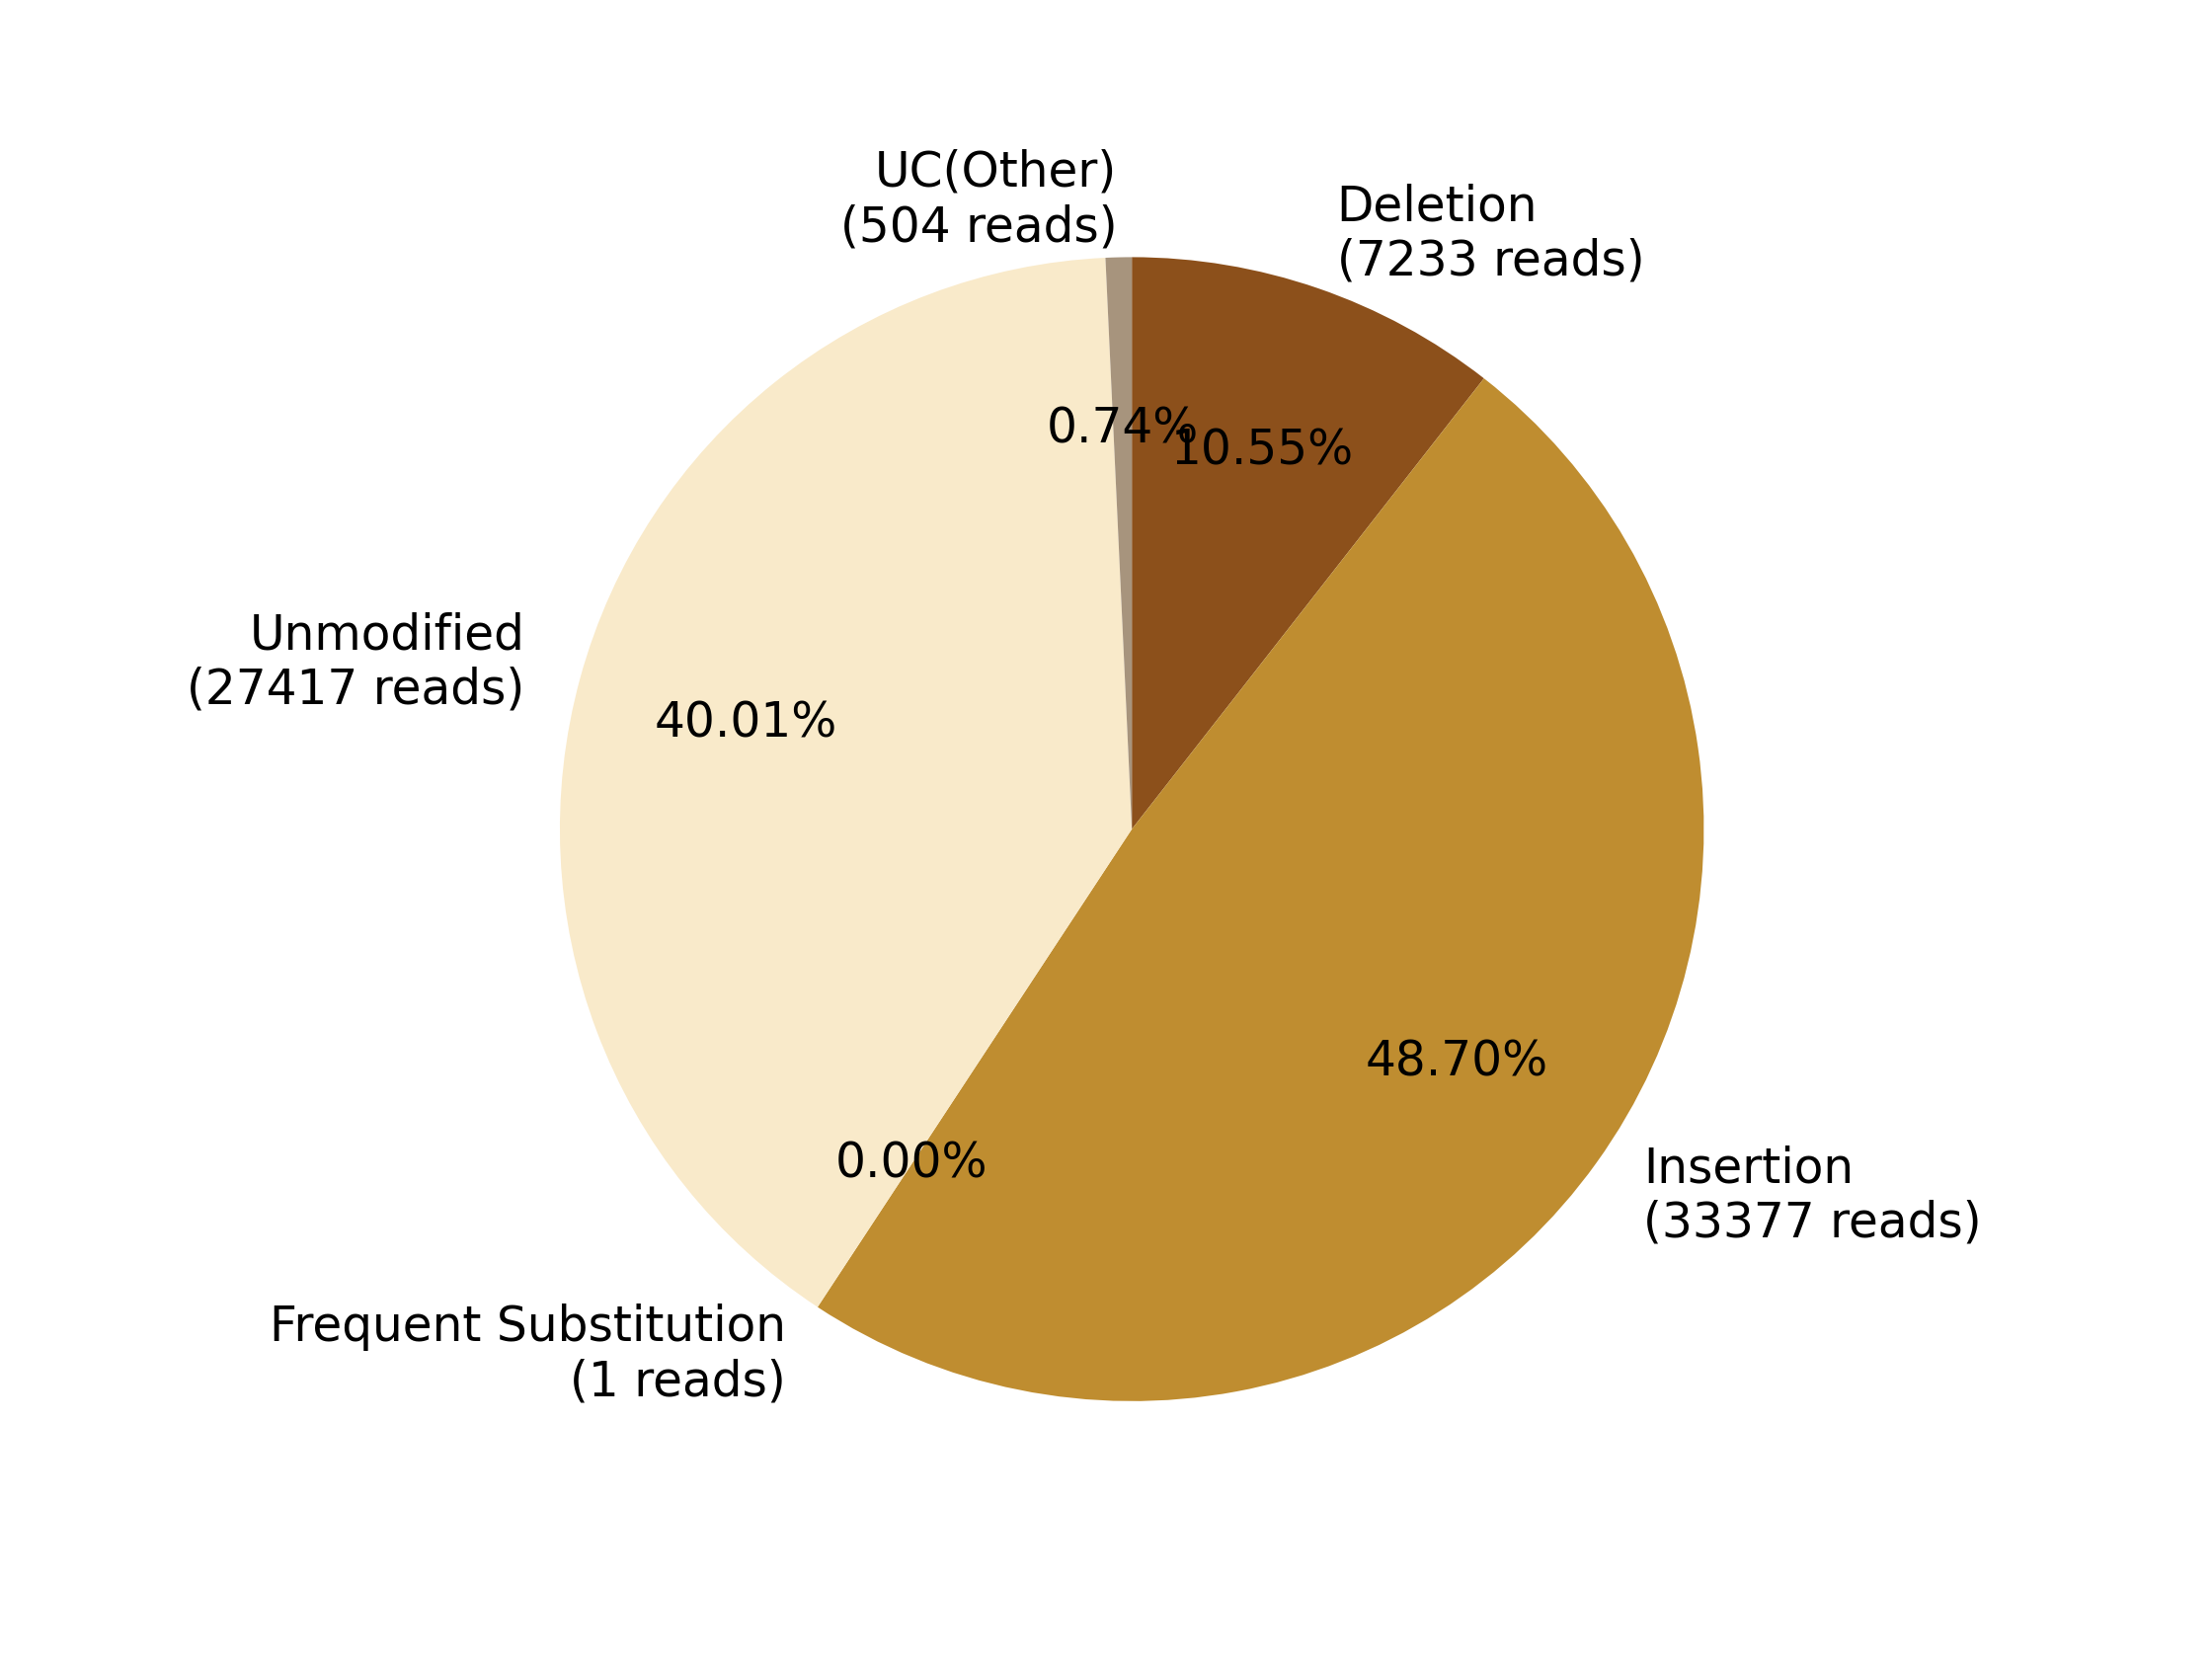 UC(Other)
(504 reads)
Deletion
(7233 reads)
0.74%
10.55%
Unmodified
(27417 reads)
40.01%
48.70%
0.00%
Insertion
(33377 reads)
Frequent Substitution
(1 reads)